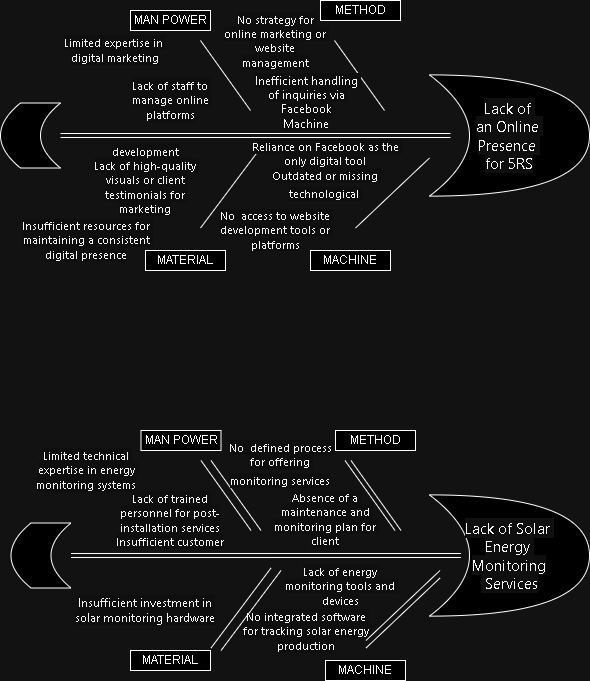 MAN POWER
METHOD
Limited expertise in
digital marketing
No strategy for
online marketing or
website
management
Lack of staff to
manage online
platforms
Inefficient handling
of inquiries via
Facebook
Machine
Lack of
an Online
Presence
for 5RS
development
Lack of high-quality
visuals or client
testimonials for
marketing
Insufficient resources for
maintaining a consistent
digital presence
Reliance on Facebook as the
only digital tool
Outdated or missing
technological
No access to website
development tools or
platforms
MATERIAL
MACHINE
MAN POWER
METHOD
Limited technical
expertise in energy
monitoring systems
No defined process
for offering
monitoring services
Lack of trained
personnel for post-
installation services
Insufficient customer
Absence of a
maintenance and
monitoring plan for
client
Lack of Solar
Energy
Monitoring
Services
Insufficient investment in
solar monitoring hardware
Lack of energy
monitoring tools and
devices
No integrated software
for tracking solar energy
production
MATERIAL
MACHINE